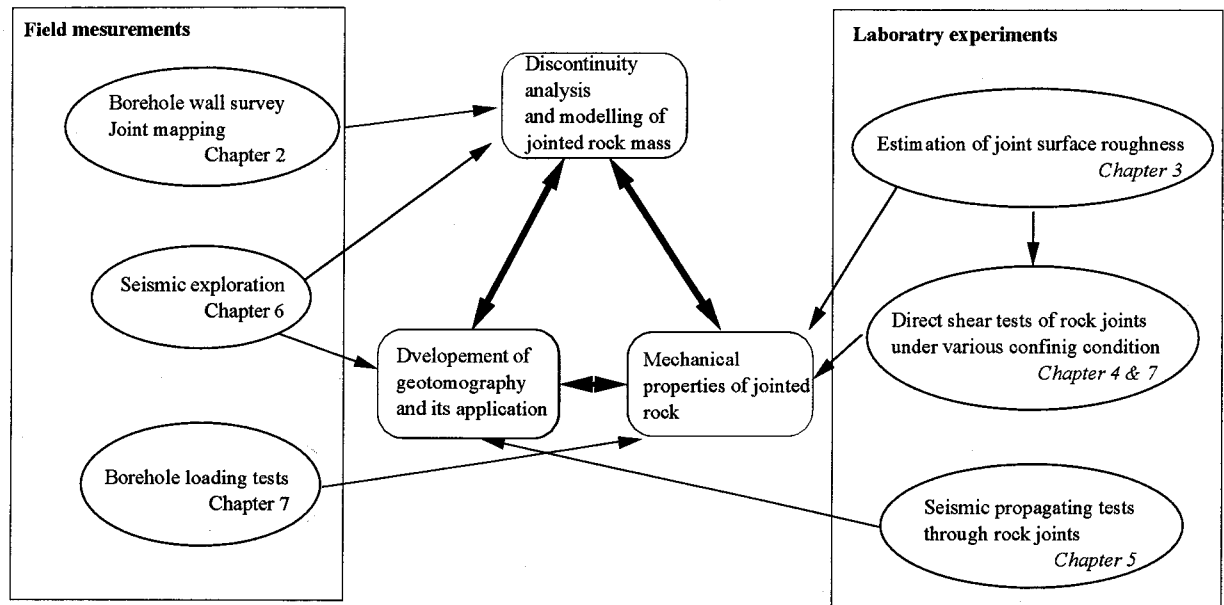 Field mesurements
Borehole wall survey
Joint mapping
Chapter 2
Seismic exploration
Chapter 6
Borehole loading tests
Chapter 7
Discontinuity
analysis
and modelling of
jointed rock mass
Dvelopement of
geotomography
and its application
Mechanical
properties of jointed
rock
Laboratry experiments
Estimation of joint surface roughness
Chapter 3
Direct shear tests of rock joints
under various confinig condition
Chapter 4 & 7
Seismic propagating tests
through rock joints
Chapter 5